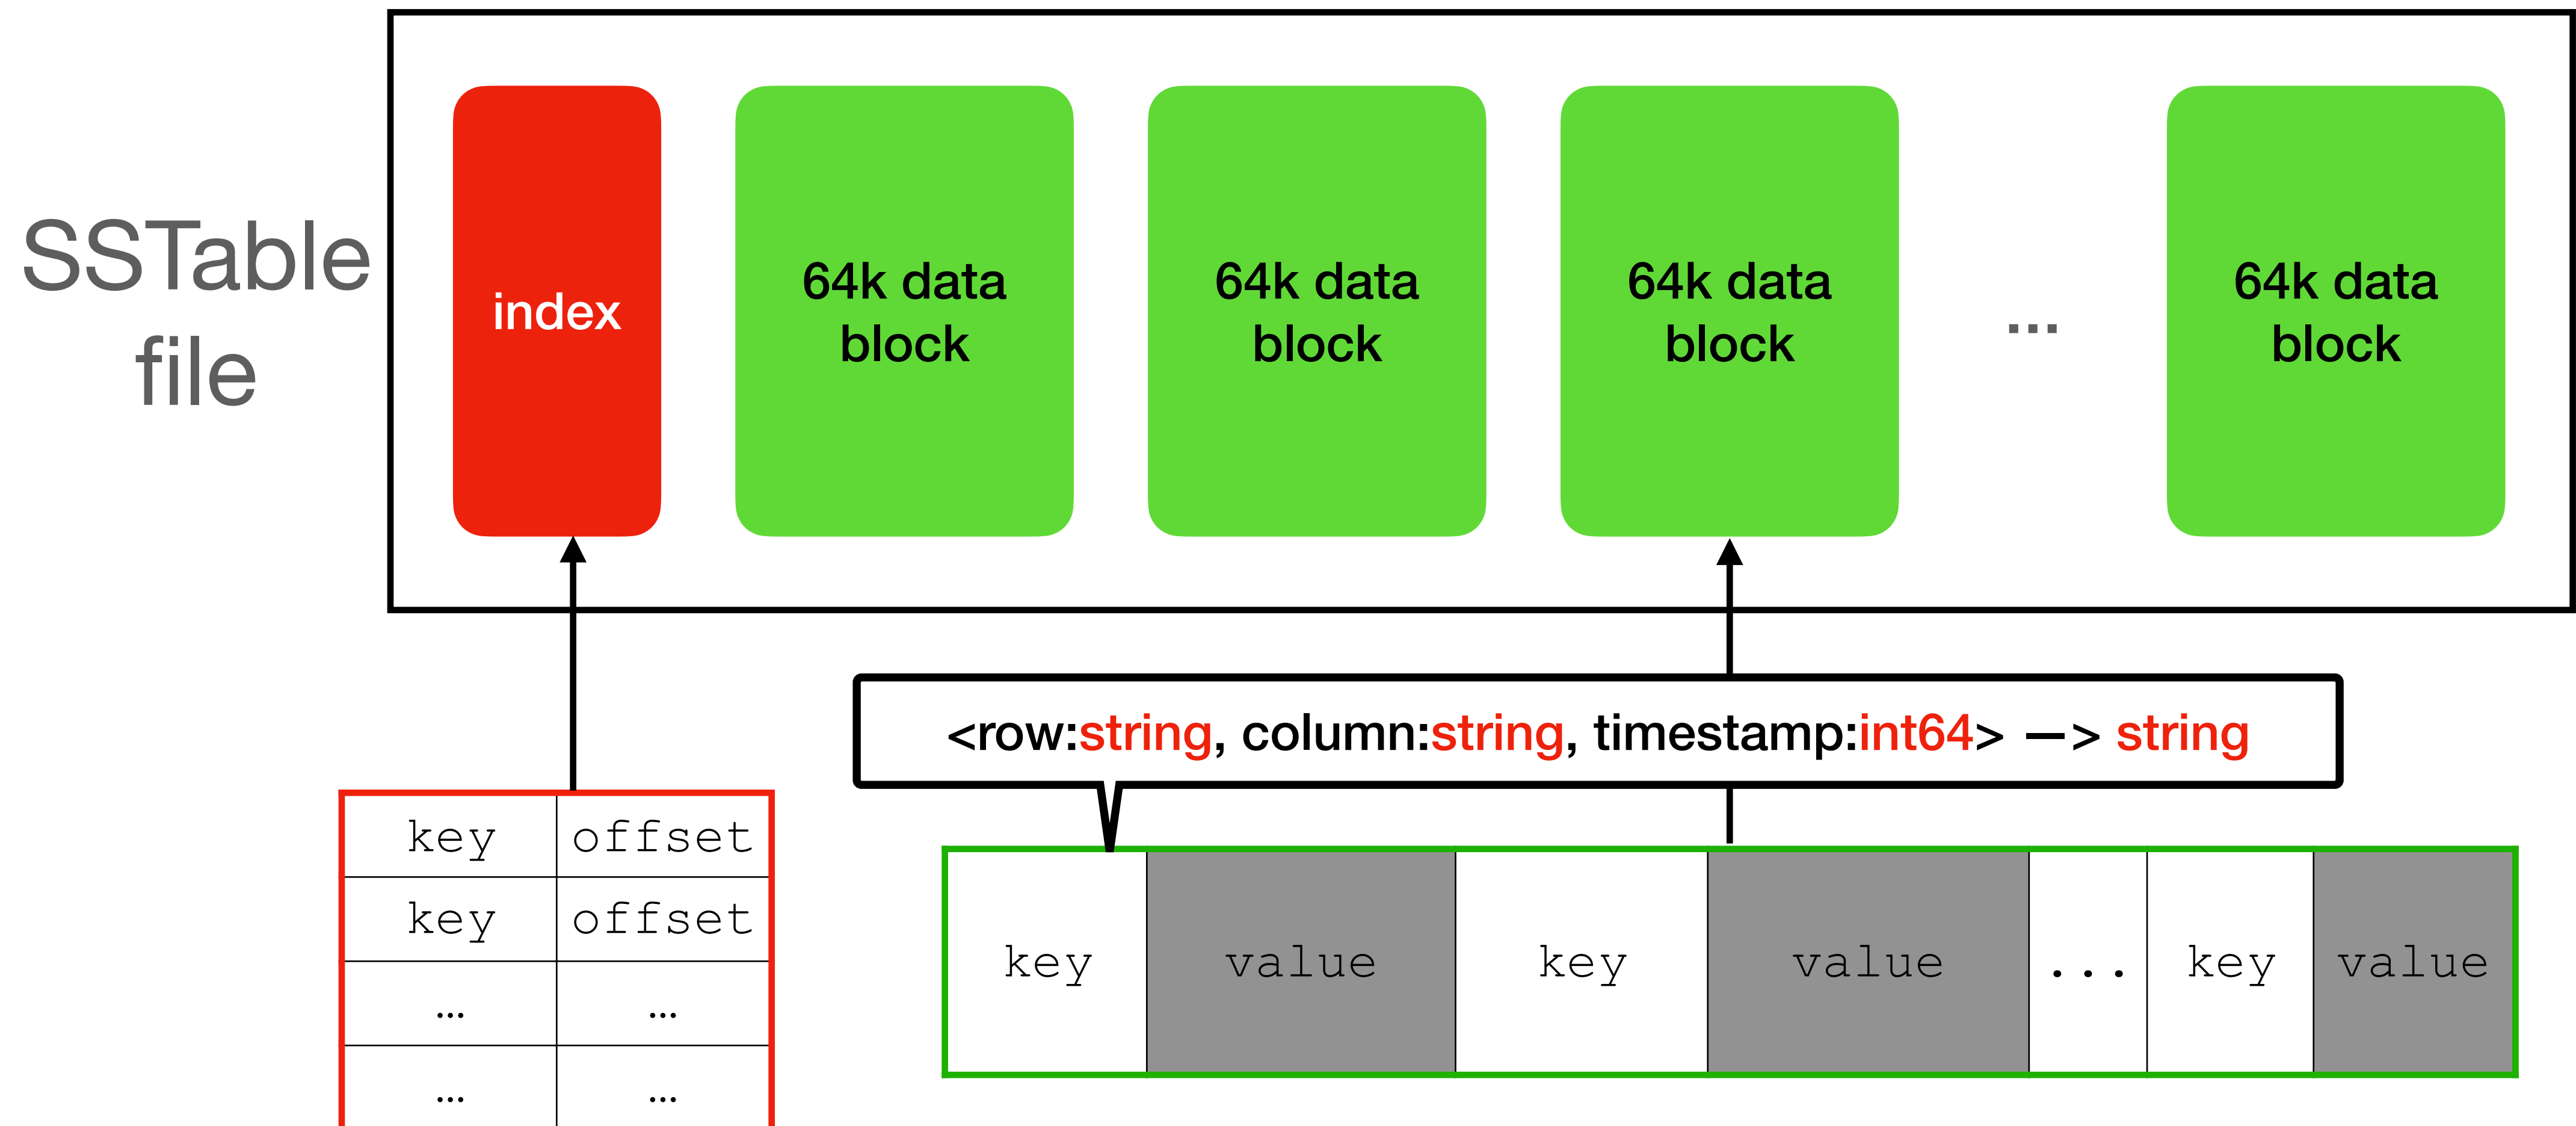 SSTable
file
index
64k data
block
64k data
block
64k data
block
...
64k data
block
<row:string, column:string, timestamp:int64> —> string
key offset
key offset
... ...
... ...
key value key value ... key value